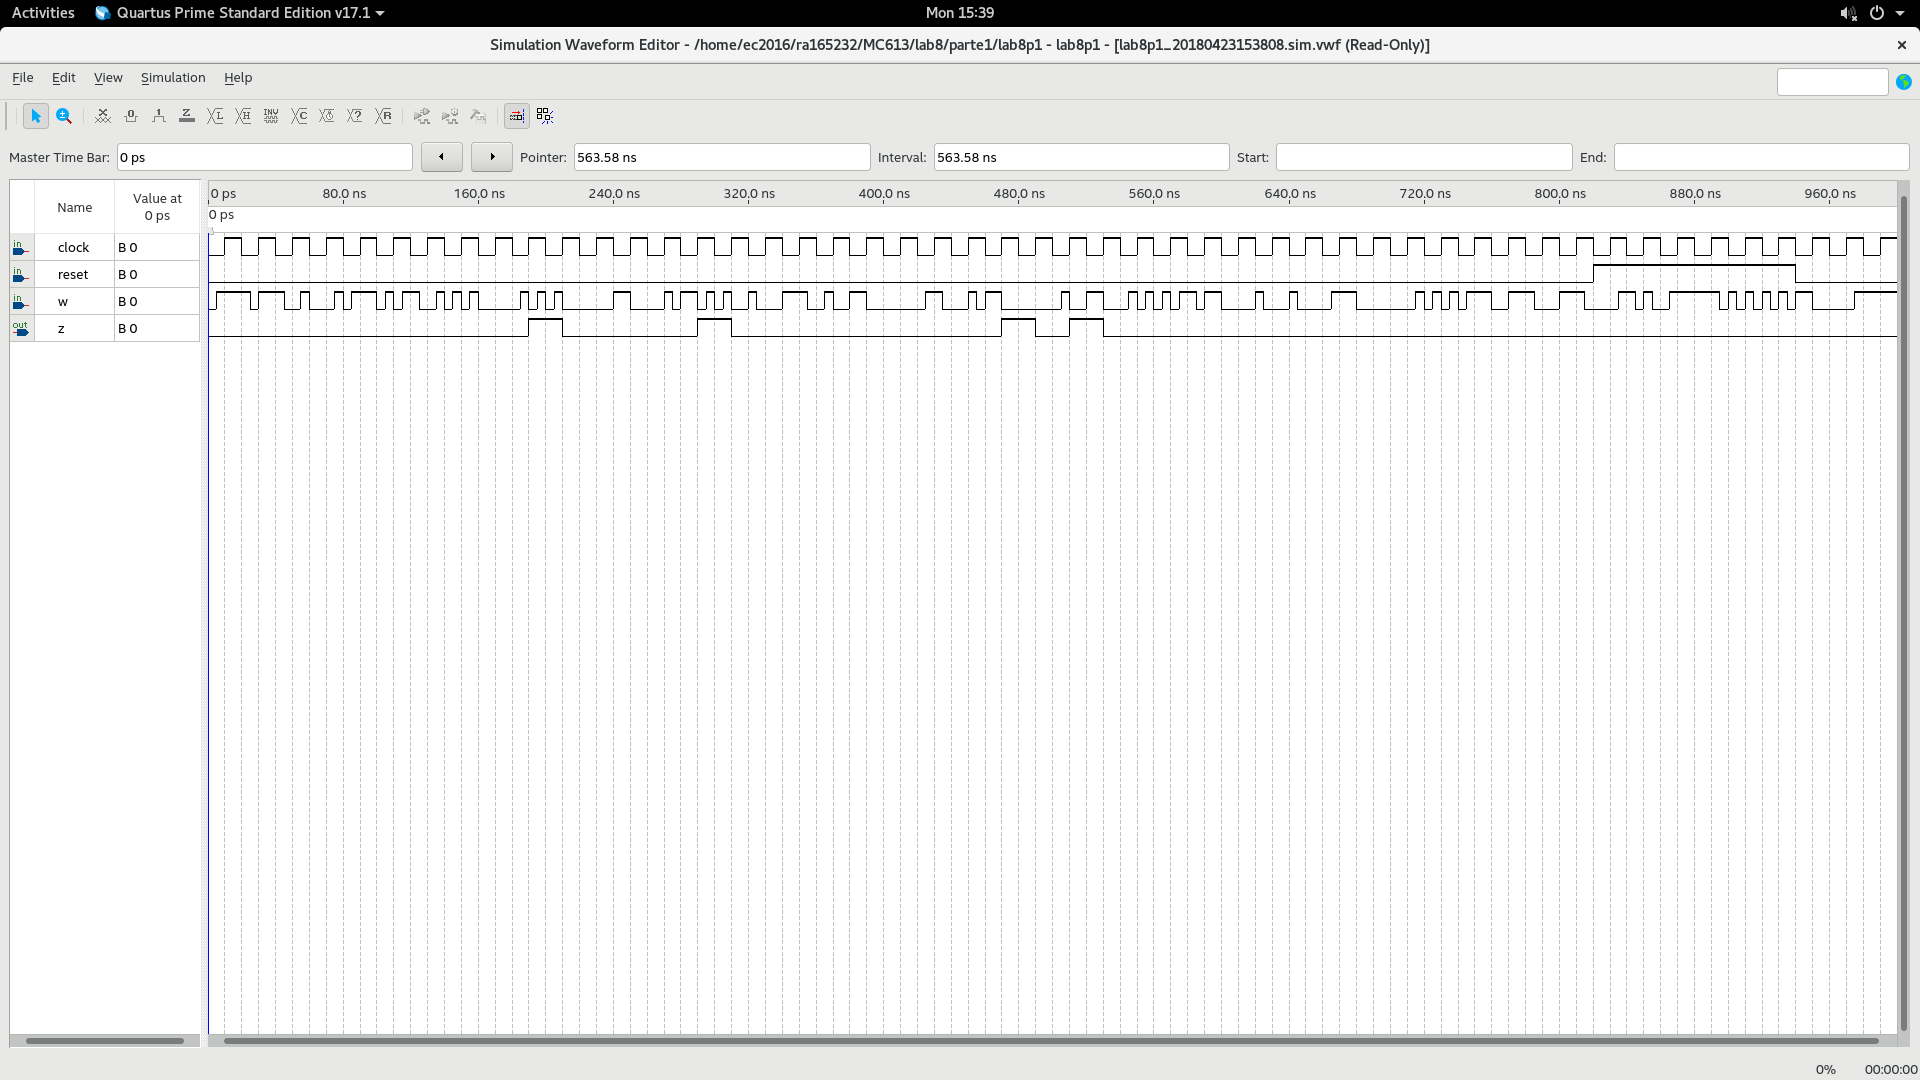 Activities Quartus Prime Standard Edition v17.1 Mon 15:39
Simulation Waveform Editor - /home/ec2016/ra165232/MC613/lab8/parte1/lab8p1 - lab8p1 - [lab8p1_20180423153808.sim.vwf (Read-Only)]
File Edit View Simulation Help
Master Time Bar: 0 ps Pointer: 563.58 ns Interval: 563.58 ns Start: End:
Name Value at 0 ps
0 ps 80.0 ns 160.0 ns 240.0 ns 320.0 ns 400.0 ns 480.0 ns 560.0 ns 640.0 ns 720.0 ns 800.0 ns 880.0 ns 960.0 ns
0 ps
in clock B 0
in reset B 0
in w B 0
out z B 0
0% 00:00:00